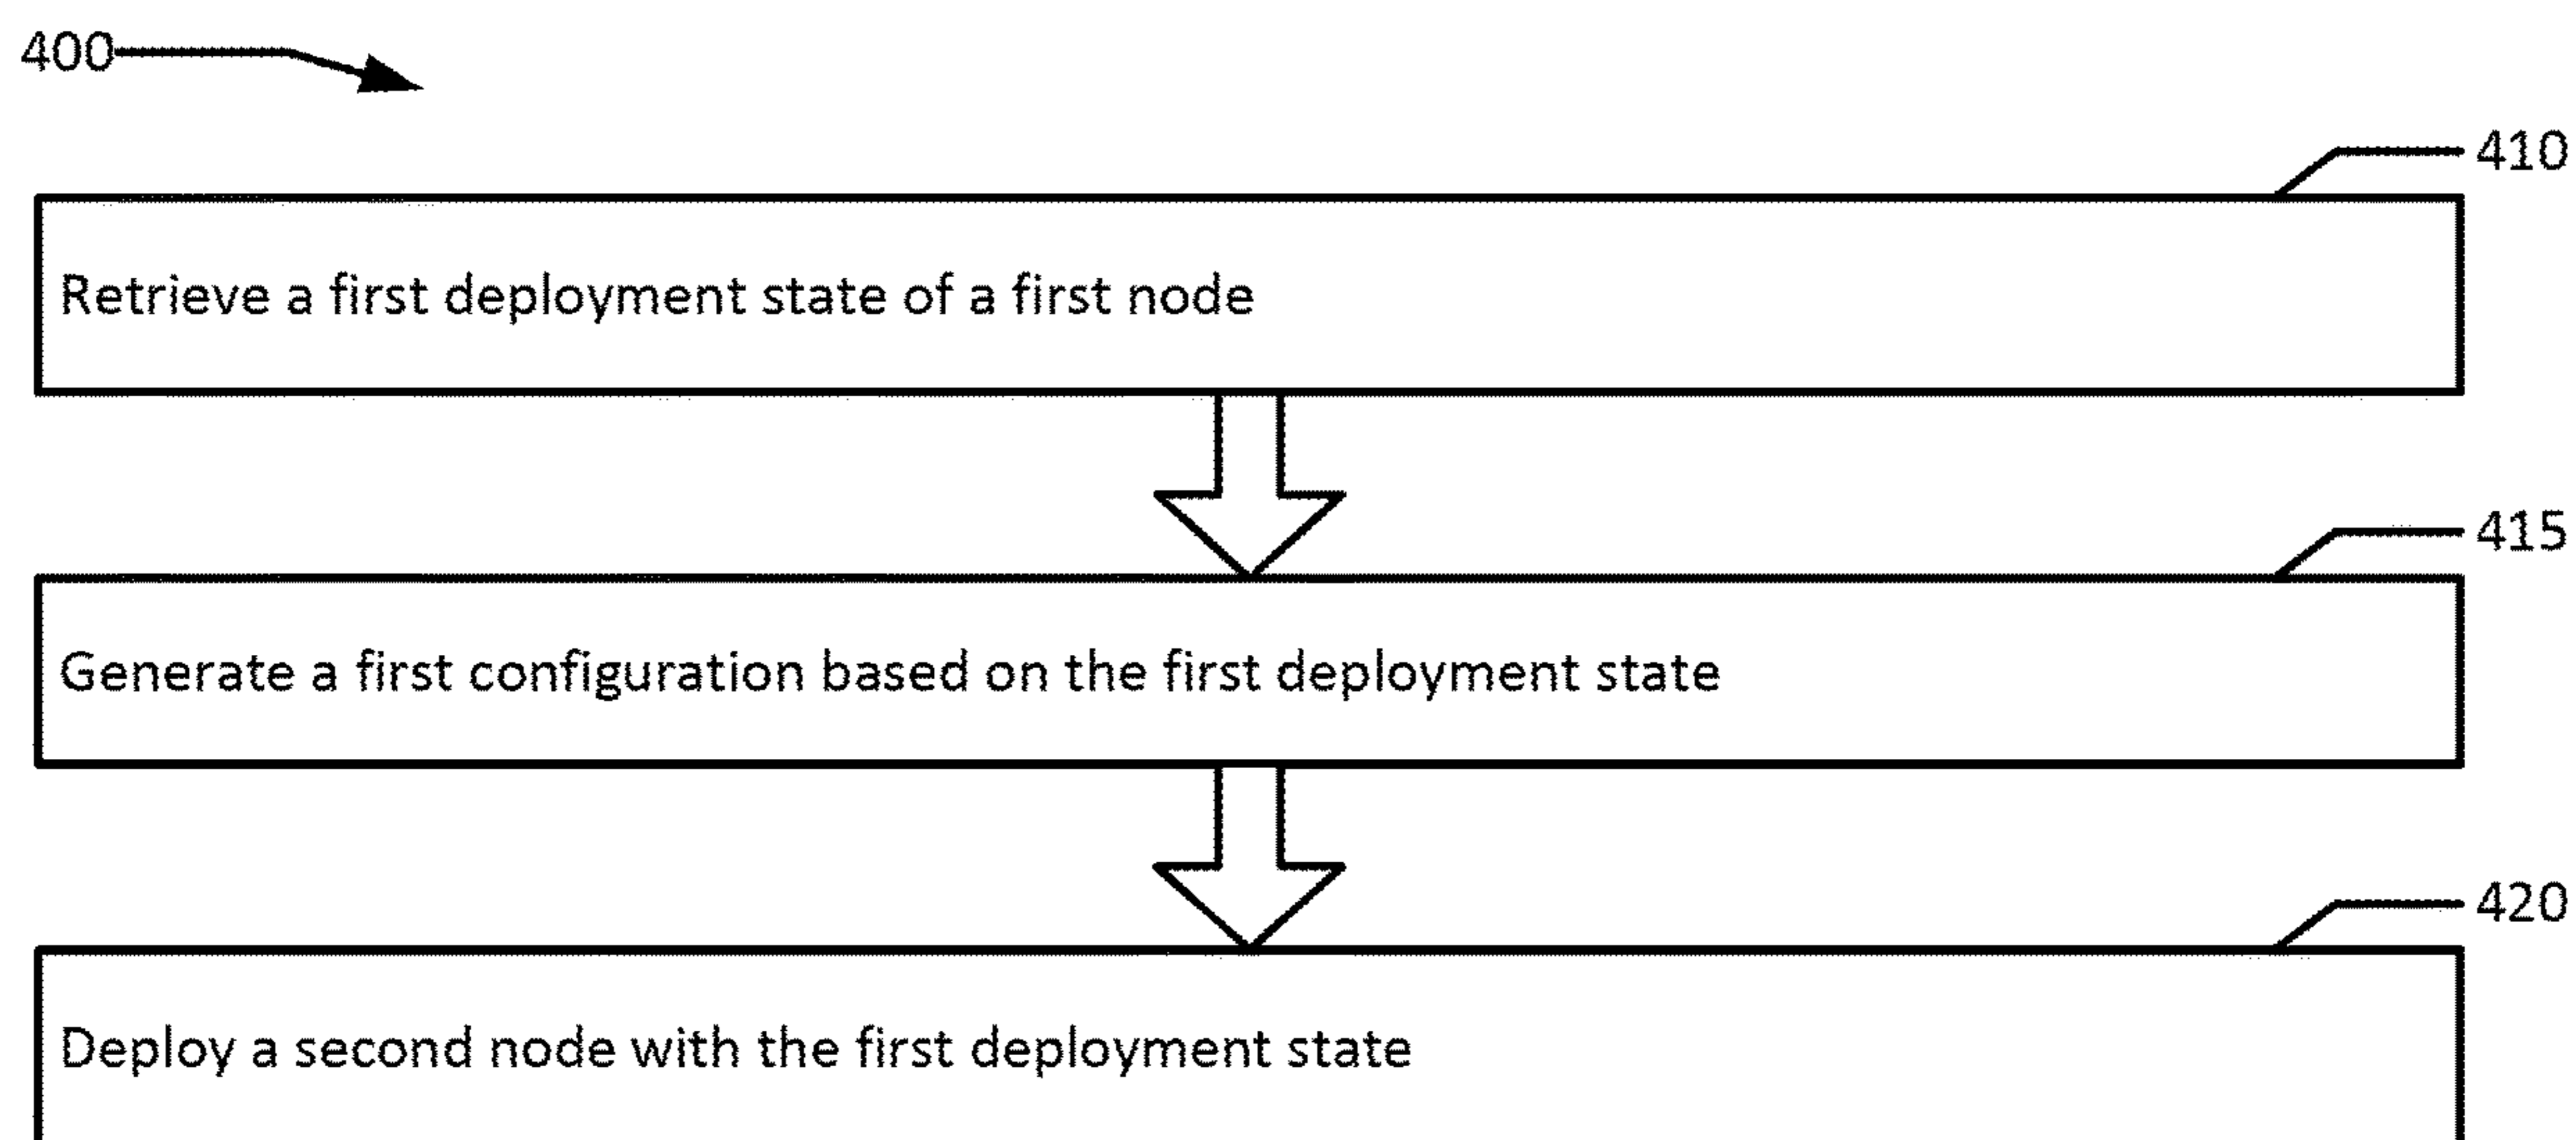 400
410
Retrieve a first deployment state of a first node
415
Generate a first configuration based on the first deployment state
420
Deploy a second node with the first deployment state